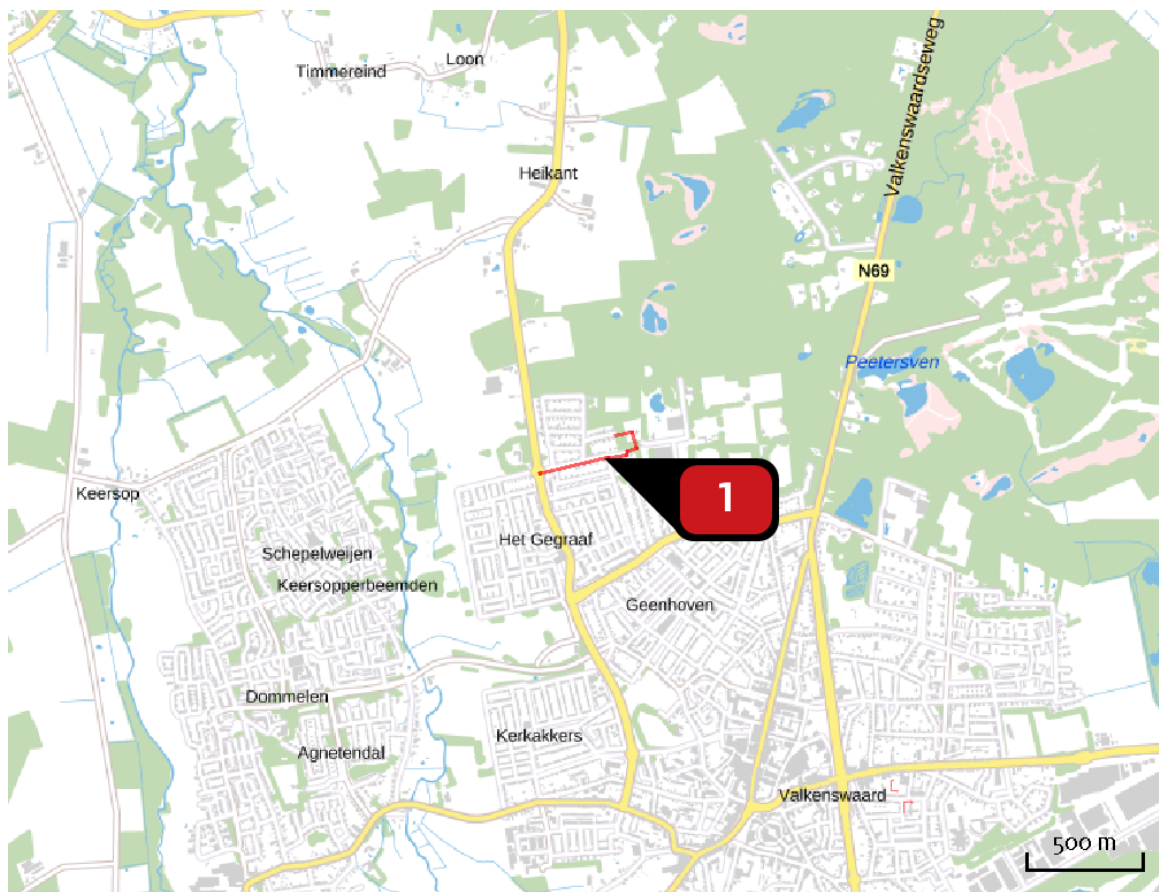 Loon
Timmereind
Valkenswaardseweg
Heikant
N69
Peetersven
Keersop
1
Het Gegraaf
Schepelweijen
Keersopperbeemden
Geenhoven
Dommelen
Kerkakkers
Agnetendal
Valkenswaard
500 m